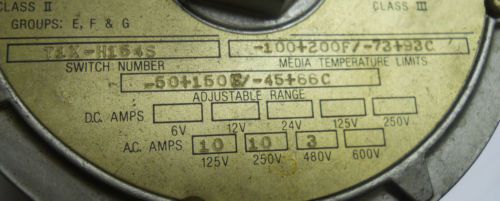 CLASS II
CLASS III
GROUPS: E, F & G
T1X-H154S
-100+200F/-73+93C
SWITCH NUMBER
MEDIA TEMPERATURE LIMITS
-50+150F/-45+66C
ADJUSTABLE RANGE
D.C. AMPS
6V 12V 24V 125V 250V
A.C. AMPS 10 10 3
125V 250V 480V 600V